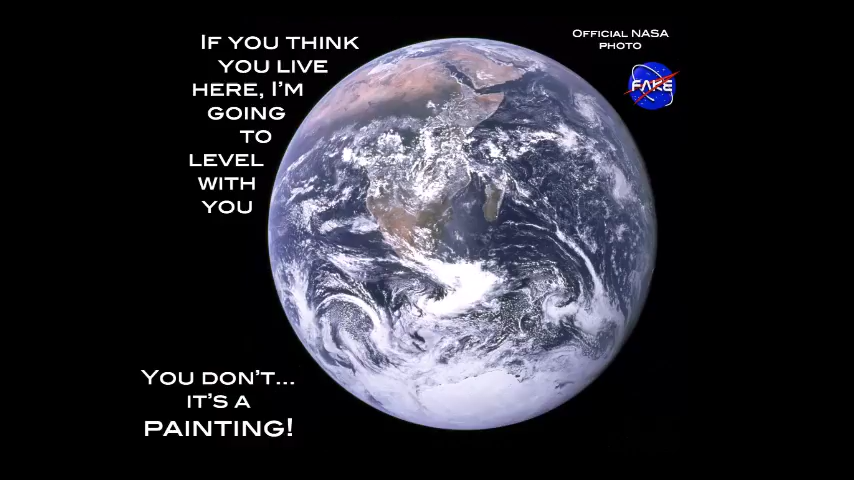 If you think
you live
here, I'm
going
to
level
with
you
Official NASA
photo
FAKE
You don't...
it's a
painting!